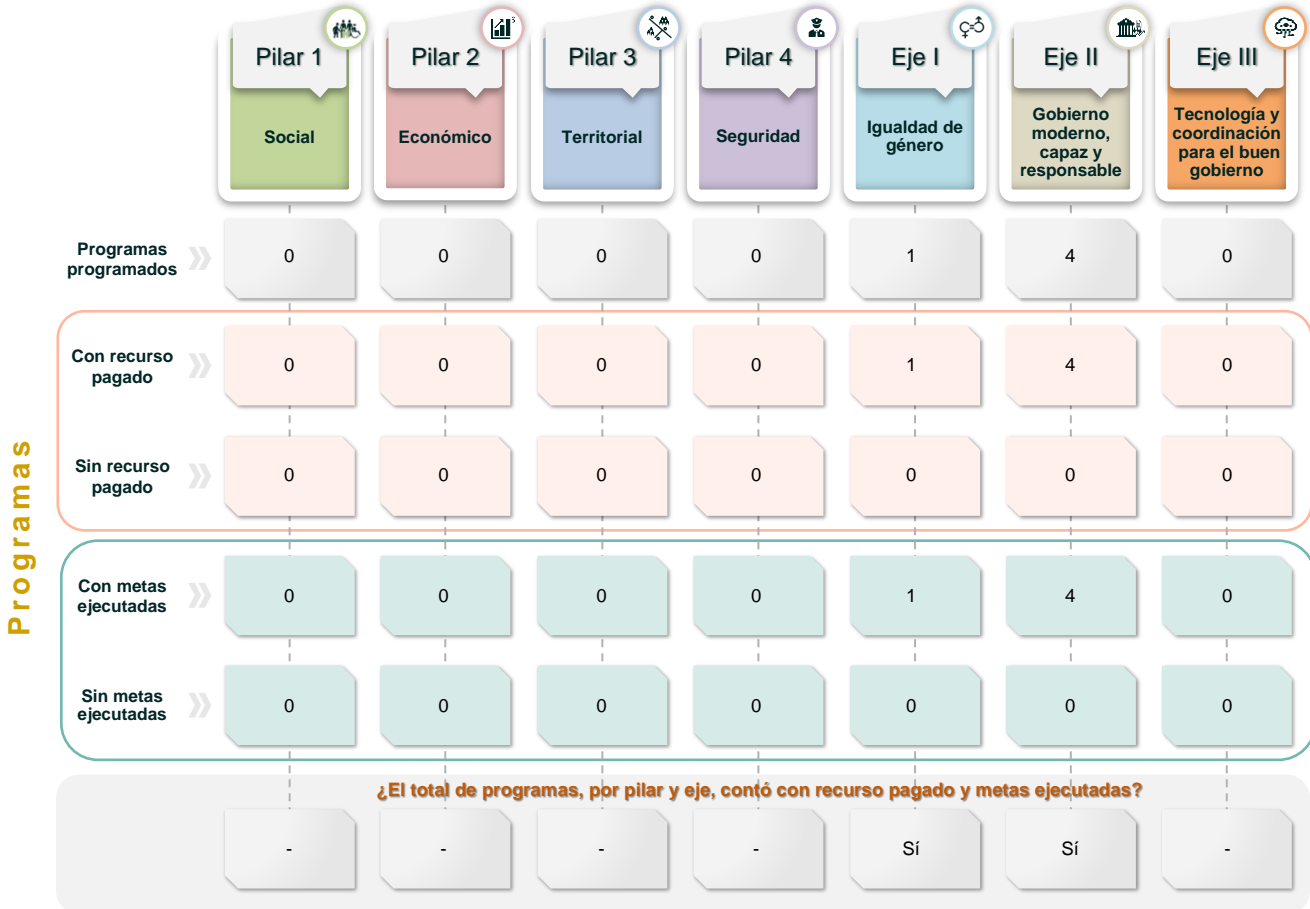 Pilar 1
Pilar 2
Pilar 3
Pilar 4
Eje I
Eje II
Eje III
Social
Económico
Territorial
Seguridad
Igualdad de
género
Gobierno
moderno,
capaz y
responsable
Tecnología y
coordinación
para el buen
gobierno
Programas
Programas
programados
0 0 0 0 1 4 0
Con recurso
pagado
0 0 0 0 1 4 0
Sin recurso
pagado
0 0 0 0 0 0 0
Con metas
ejecutadas
0 0 0 0 1 4 0
Sin metas
ejecutadas
0 0 0 0 0 0 0
¿El total de programas, por pilar y eje, contó con recurso pagado y metas ejecutadas?
- - - - Sí Sí -